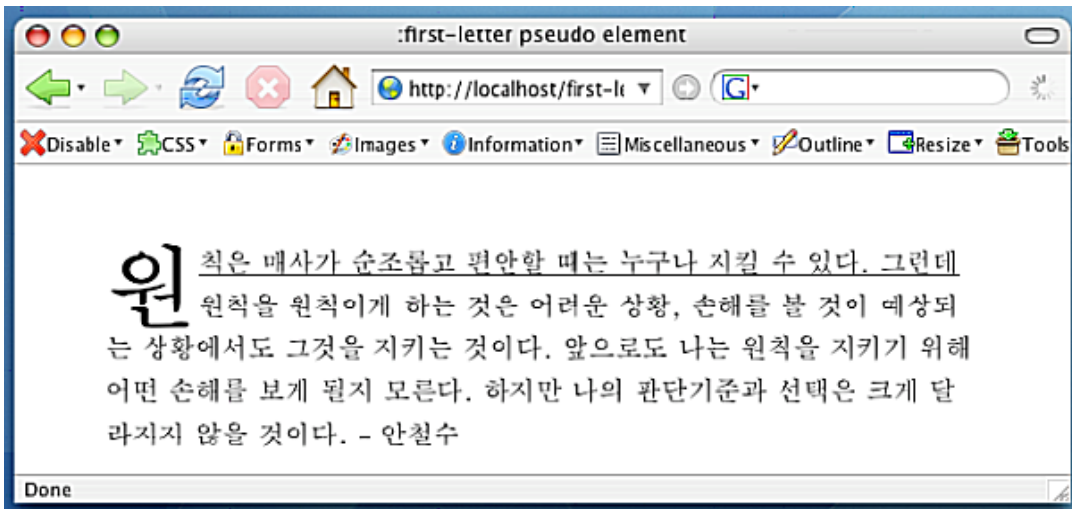 :first-letter pseudo element
http://localhost/first-le
G
Disable CSS Forms Images Information Miscellaneous Outline Resize Tools
원칙은 매사가 순조롭고 편안할 때는 누구나 지킬 수 있다. 그런데
원칙을 원칙이게 하는 것은 어려운 상황, 손해를 볼 것이 예상되
는 상황에서도 그것을 지키는 것이다. 앞으로도 나는 원칙을 지키기 위해
어떤 손해를 보게 될지 모른다. 하지만 나의 판단기준과 선택은 크게 달
라지지 않을 것이다. – 안철수
Done